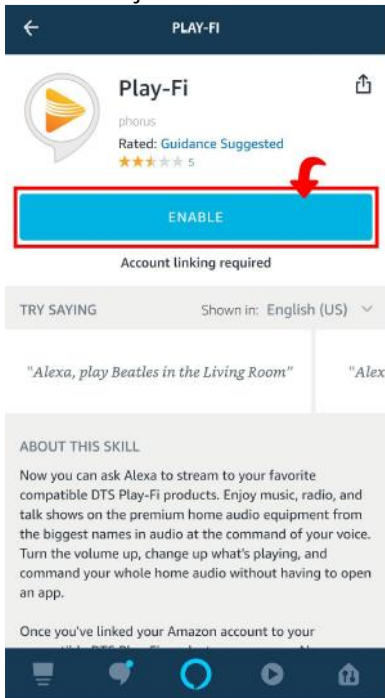 PLAY-FI
Play-Fi
phorus
Rated: Guidance Suggested
5
ENABLE
Account linking required
TRY SAYING Shown in: English (US)
"Alexa, play Beatles in the Living Room" "Alex
ABOUT THIS SKILL
Now you can ask Alexa to stream to your favorite
compatible DTS Play-Fi products. Enjoy music, radio, and
talk shows on the premium home audio equipment from
the biggest names in audio at the command of your voice.
Turn the volume up, change up what's playing, and
command your whole home audio without having to open
an app.
Once you've linked your Amazon account to your